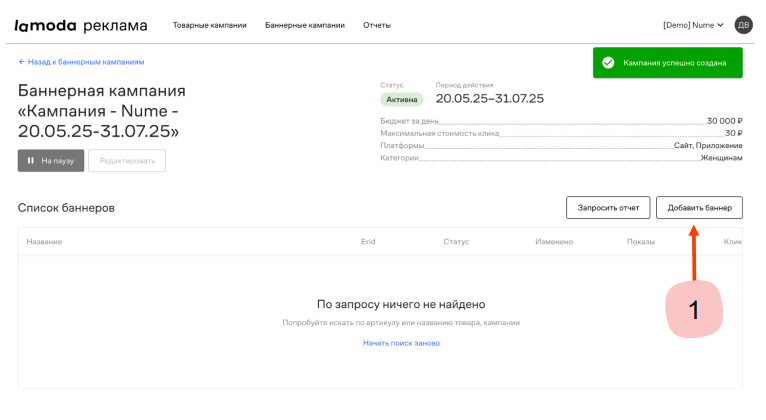 lamoda реклама Товарные кампании Баннерные кампании Отчеты [Demo] Nume ДВ
← Назад к баннерным кампаниям
Кампания успешно создана
Баннерная кампания
«Кампания - Nume -
20.05.25-31.07.25»
На паузу Редактировать
Статус Период действия
Активна 20.05.25–31.07.25
Бюджет за день 30 000 ₽
Максимальная стоимость клика 30 ₽
Платформы Сайт, Приложение
Категории Женщинам
Список баннеров Запросить отчет Добавить баннер
Название Erid Статус Изменено Показы Клик
По запросу ничего не найдено
Попробуйте искать по артикулу или названию товара, кампании
Начать поиск заново
1